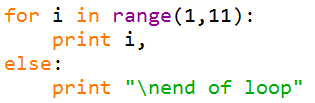 for i in range(1,11):
    print i,
else:
    print "\nend of loop"